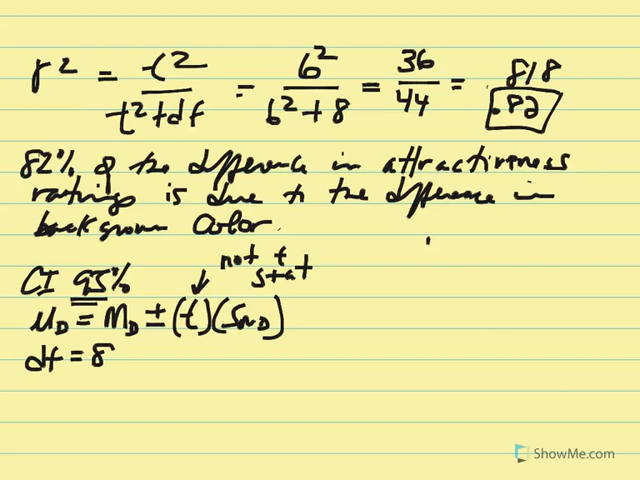 r² = t² / t²+df = 6² / 6²+8 = 36 / 44 = .818
.82
82% of the difference in attractiveness
ratings is due to the difference in
backgroun Color
not t
stat
CI 95%
μD = MD ± (t)(SMD)
df = 8
ShowMe.com